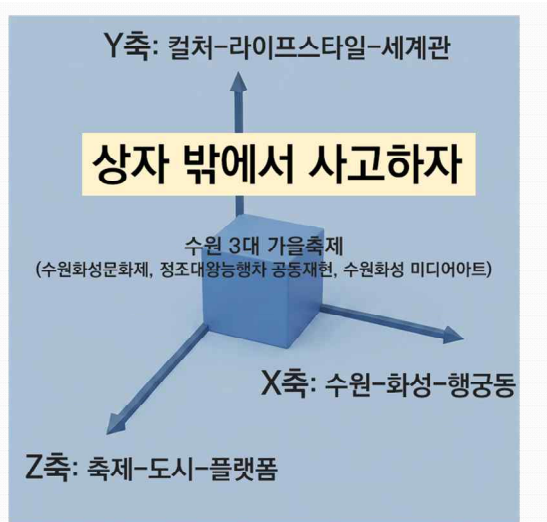 Y축: 컬처-라이프스타일-세계관
상자 밖에서 사고하자
수원 3대 가을축제
(수원화성문화제, 정조대왕능행차 공동재현, 수원화성 미디어아트)
X축: 수원-화성-행궁동
Z축: 축제-도시-플랫폼